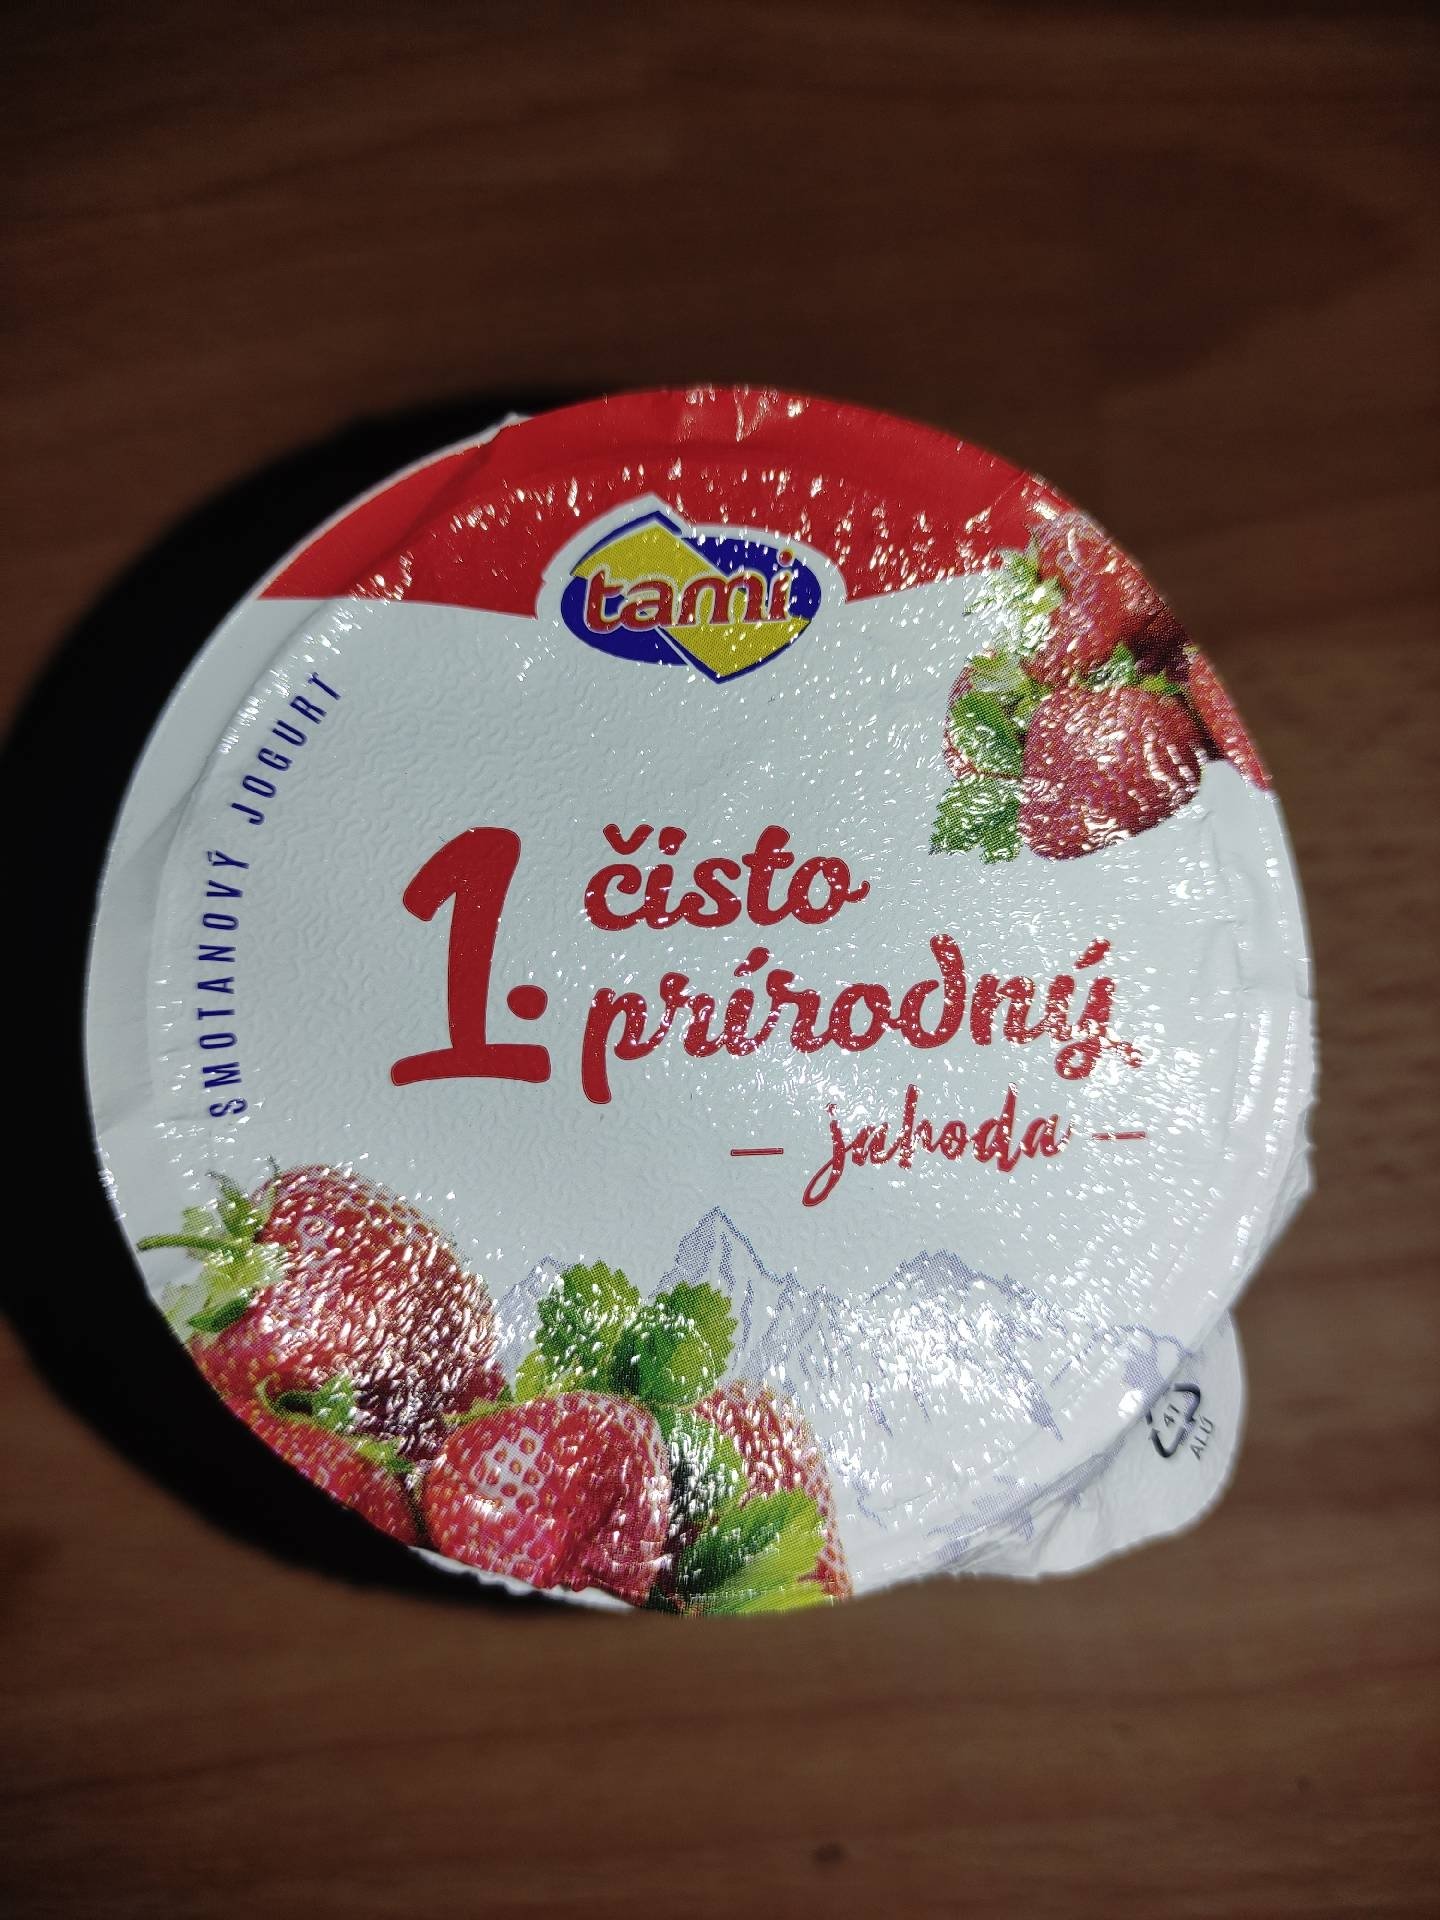 tami
SMOTANOVÝ JOGURT
1. čisto
prírodný
– jahoda –
41
ALU